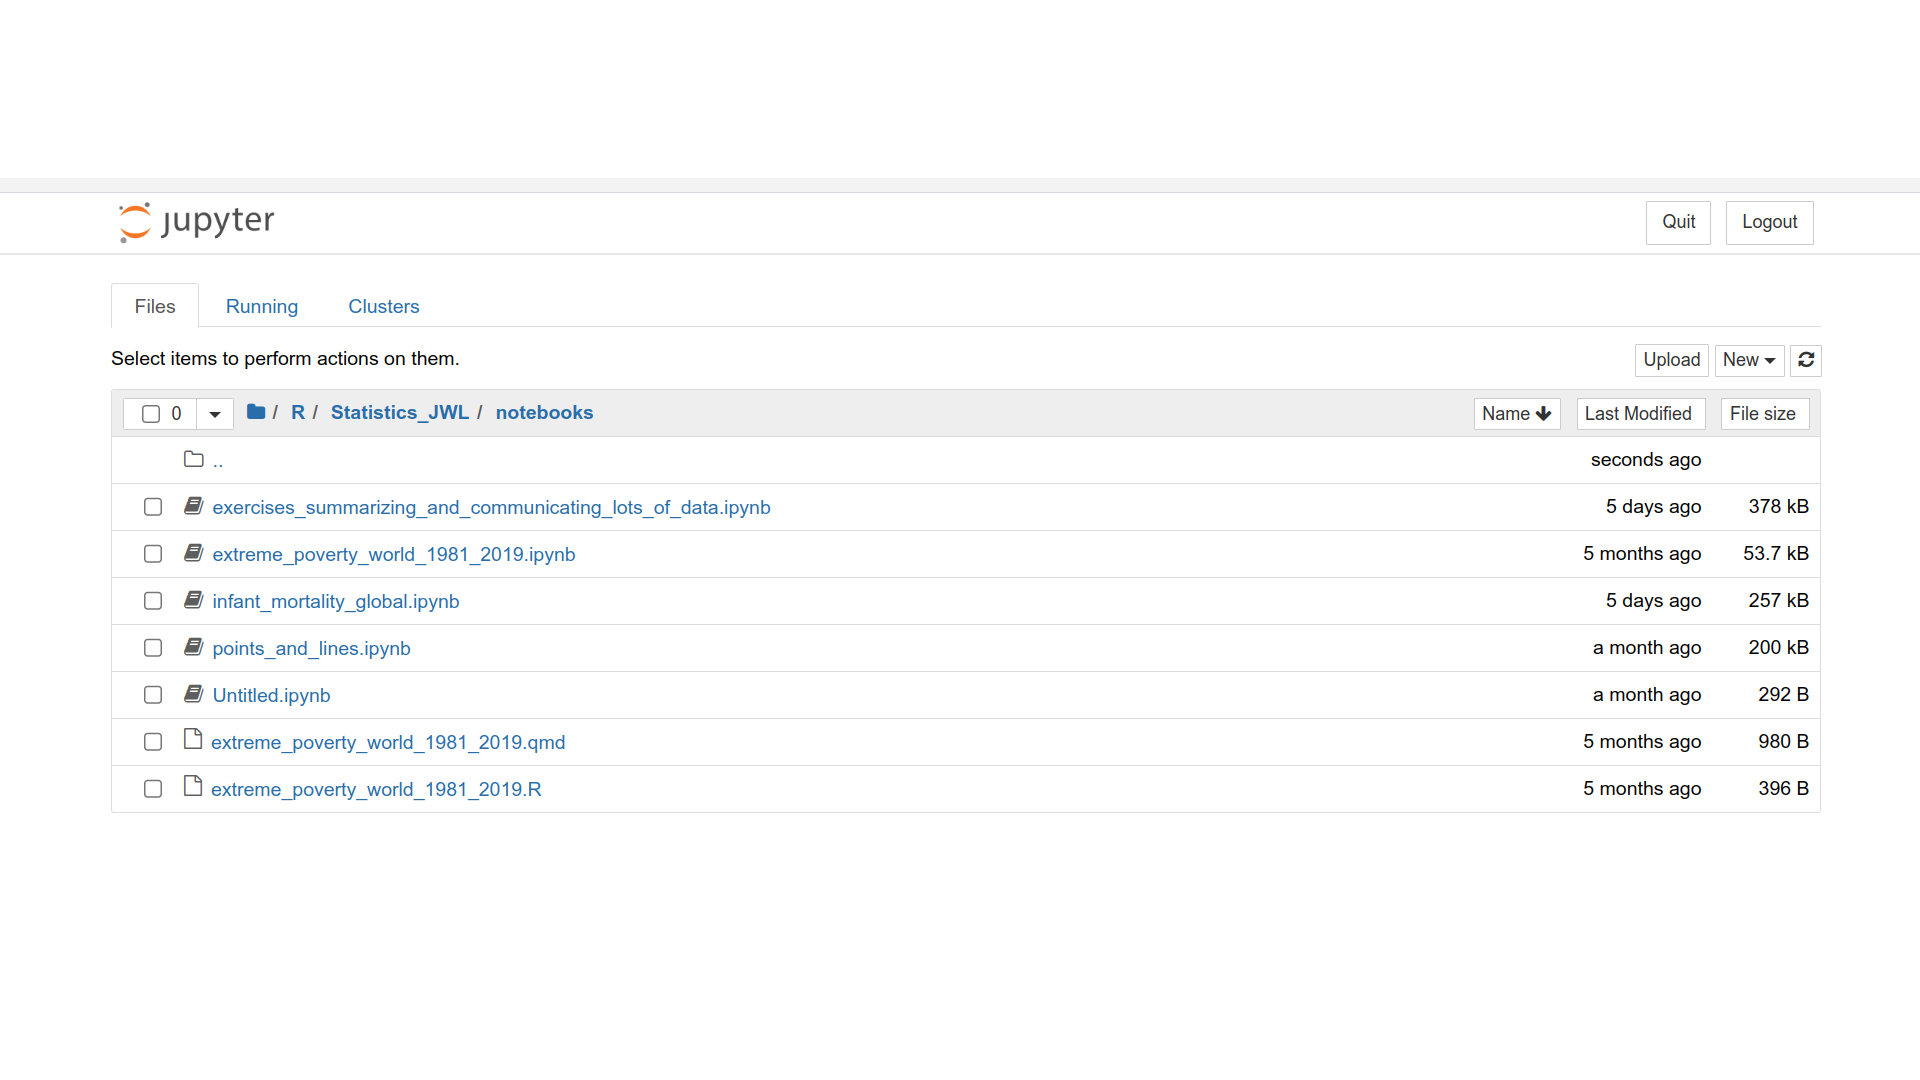 jupyter
Quit Logout
Files Running Clusters
Select items to perform actions on them.
Upload New
0 / R / Statistics_JWL / notebooks Name Last Modified File size
.. seconds ago
exercises_summarizing_and_communicating_lots_of_data.ipynb 5 days ago 378 kB
extreme_poverty_world_1981_2019.ipynb 5 months ago 53.7 kB
infant_mortality_global.ipynb 5 days ago 257 kB
points_and_lines.ipynb a month ago 200 kB
Untitled.ipynb a month ago 292 B
extreme_poverty_world_1981_2019.qmd 5 months ago 980 B
extreme_poverty_world_1981_2019.R 5 months ago 396 B